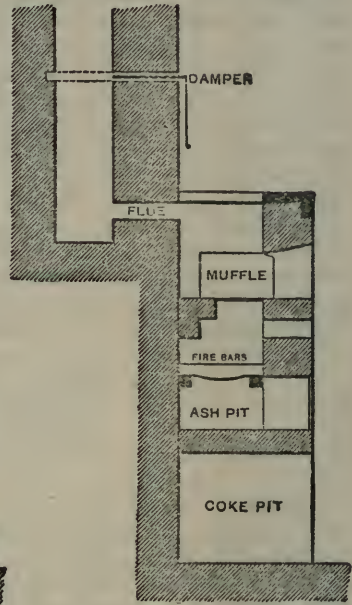 DAMPER
FLUE
MUFFLE
FIRE BARS
ASH PIT
COKE PIT